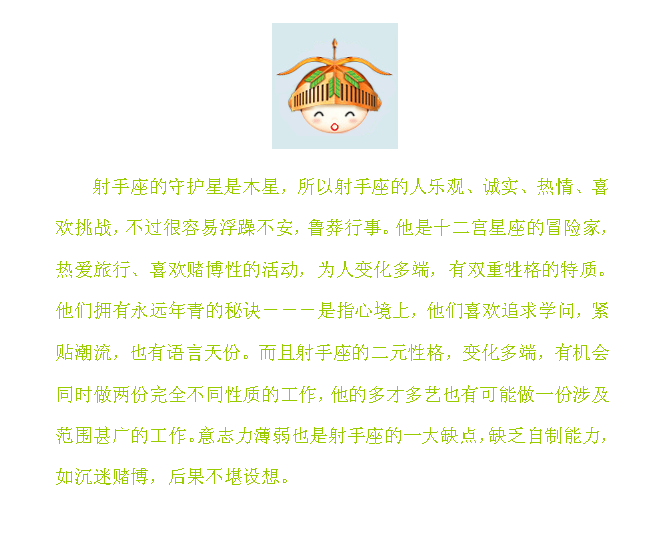 射手座的守护星是木星，所以射手座的人乐观、诚实、热情、喜
欢挑战，不过很容易浮躁不安，鲁莽行事。他是十二宫星座的冒险家，
热爱旅行、喜欢赌博性的活动，为人变化多端，有双重牲格的特质。
他们拥有永远年青的秘诀－－－是指心境上，他们喜欢追求学问，紧
贴潮流，也有语言天份。而且射手座的二元性格，变化多端，有机会
同时做两份完全不同性质的工作，他的多才多艺也有可能做一份涉及
范围甚广的工作。意志力薄弱也是射手座的一大缺点，缺乏自制能力，
如沉迷赌博，后果不堪设想。